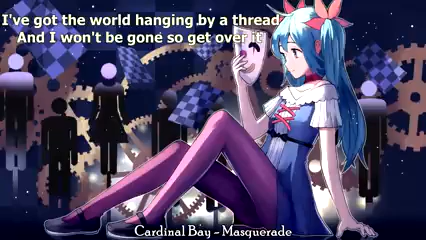 I've got the world hanging by a thread
And I won't be gone so get over it
Cardinal Bay - Masquerade